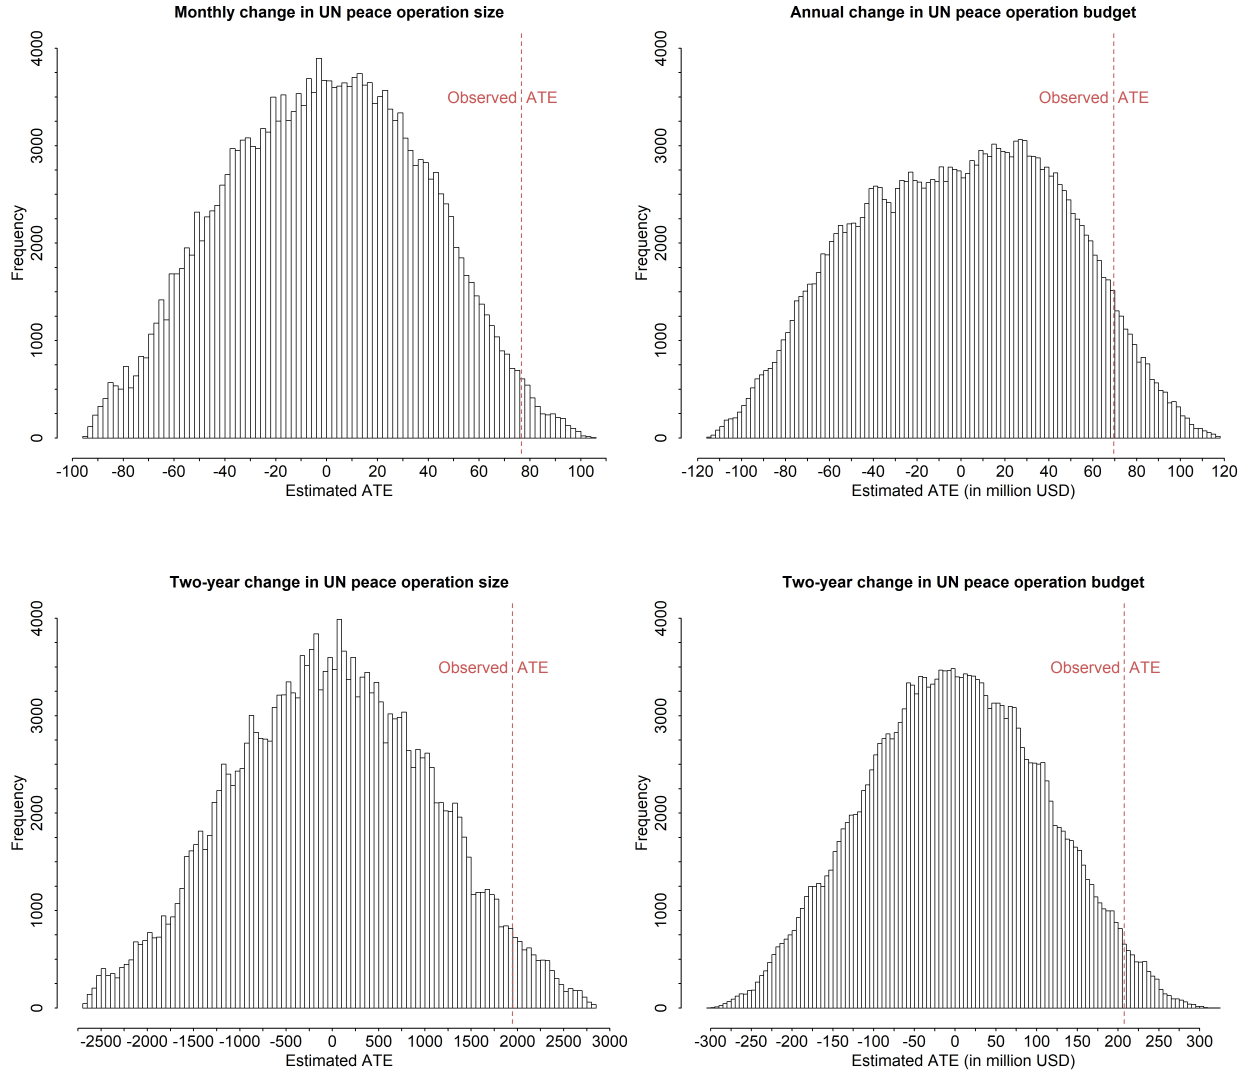 Monthly change in UN peace operation size
4000
3000
2000
1000
0
Frequency
Observed ATE
-100 -80 -60 -40 -20 0 20 40 60 80 100
Estimated ATE
Annual change in UN peace operation budget
4000
3000
2000
1000
0
Frequency
Observed ATE
-120 -100 -80 -60 -40 -20 0 20 40 60 80 100 120
Estimated ATE (in million USD)
Two-year change in UN peace operation size
4000
3000
2000
1000
0
Frequency
Observed ATE
-2500 -2000 -1500 -1000 -500 0 500 1000 1500 2000 2500 3000
Estimated ATE
Two-year change in UN peace operation budget
4000
3000
2000
1000
0
Frequency
Observed ATE
-300 -250 -200 -150 -100 -50 0 50 100 150 200 250 300
Estimated ATE (in million USD)